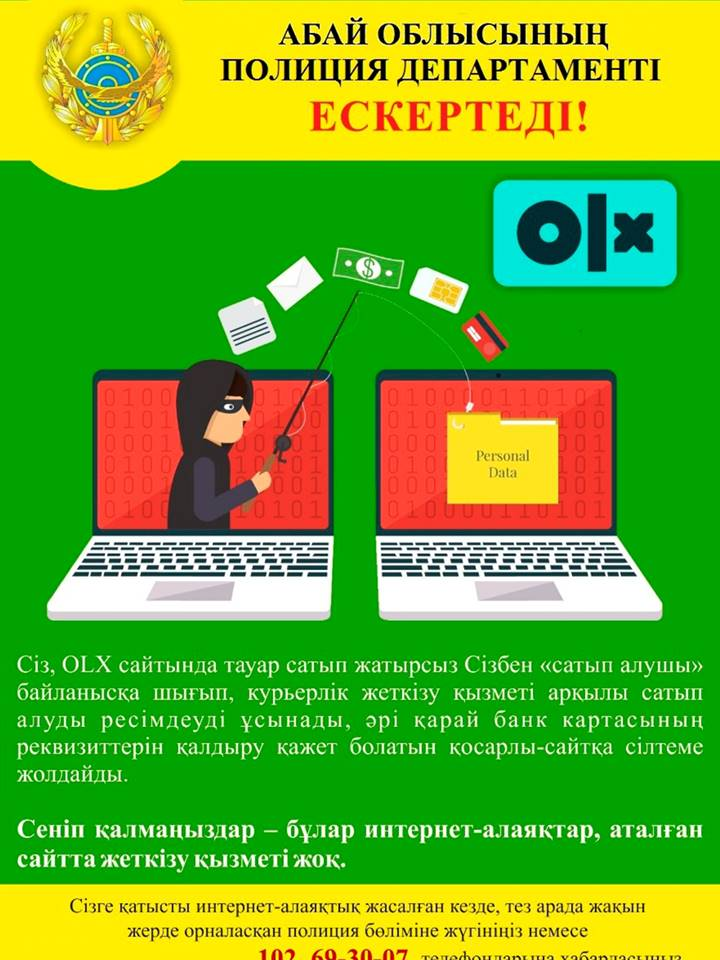 АБАЙ ОБЛЫСЫНЫҢ
ПОЛИЦИЯ ДЕПАРТАМЕНТІ
ЕСКЕРТЕДІ!
olx
Personal
Data
Сіз, OLX сайтында тауар сатып жатырсыз Сізбен «сатып алушы»
байланысқа шығып, курьерлік жеткізу қызметі арқылы сатып
алуды ресімдеуді ұсынады, әрі қарай банк картасының
реквизиттерін қалдыру қажет болатын қосарлы-сайтқа сілтеме
жолдайды.
Сеніп қалмаңыздар – бұлар интернет-алаяқтар, аталған
сайтта жеткізу қызметі жоқ.
Сізге қатысты интернет-алаяқтық жасалған кезде, тез арада жақын
жерде орналасқан полиция бөліміне жүгініңіз немесе
102, 69-30-07 телефондарына хабарласыңыз